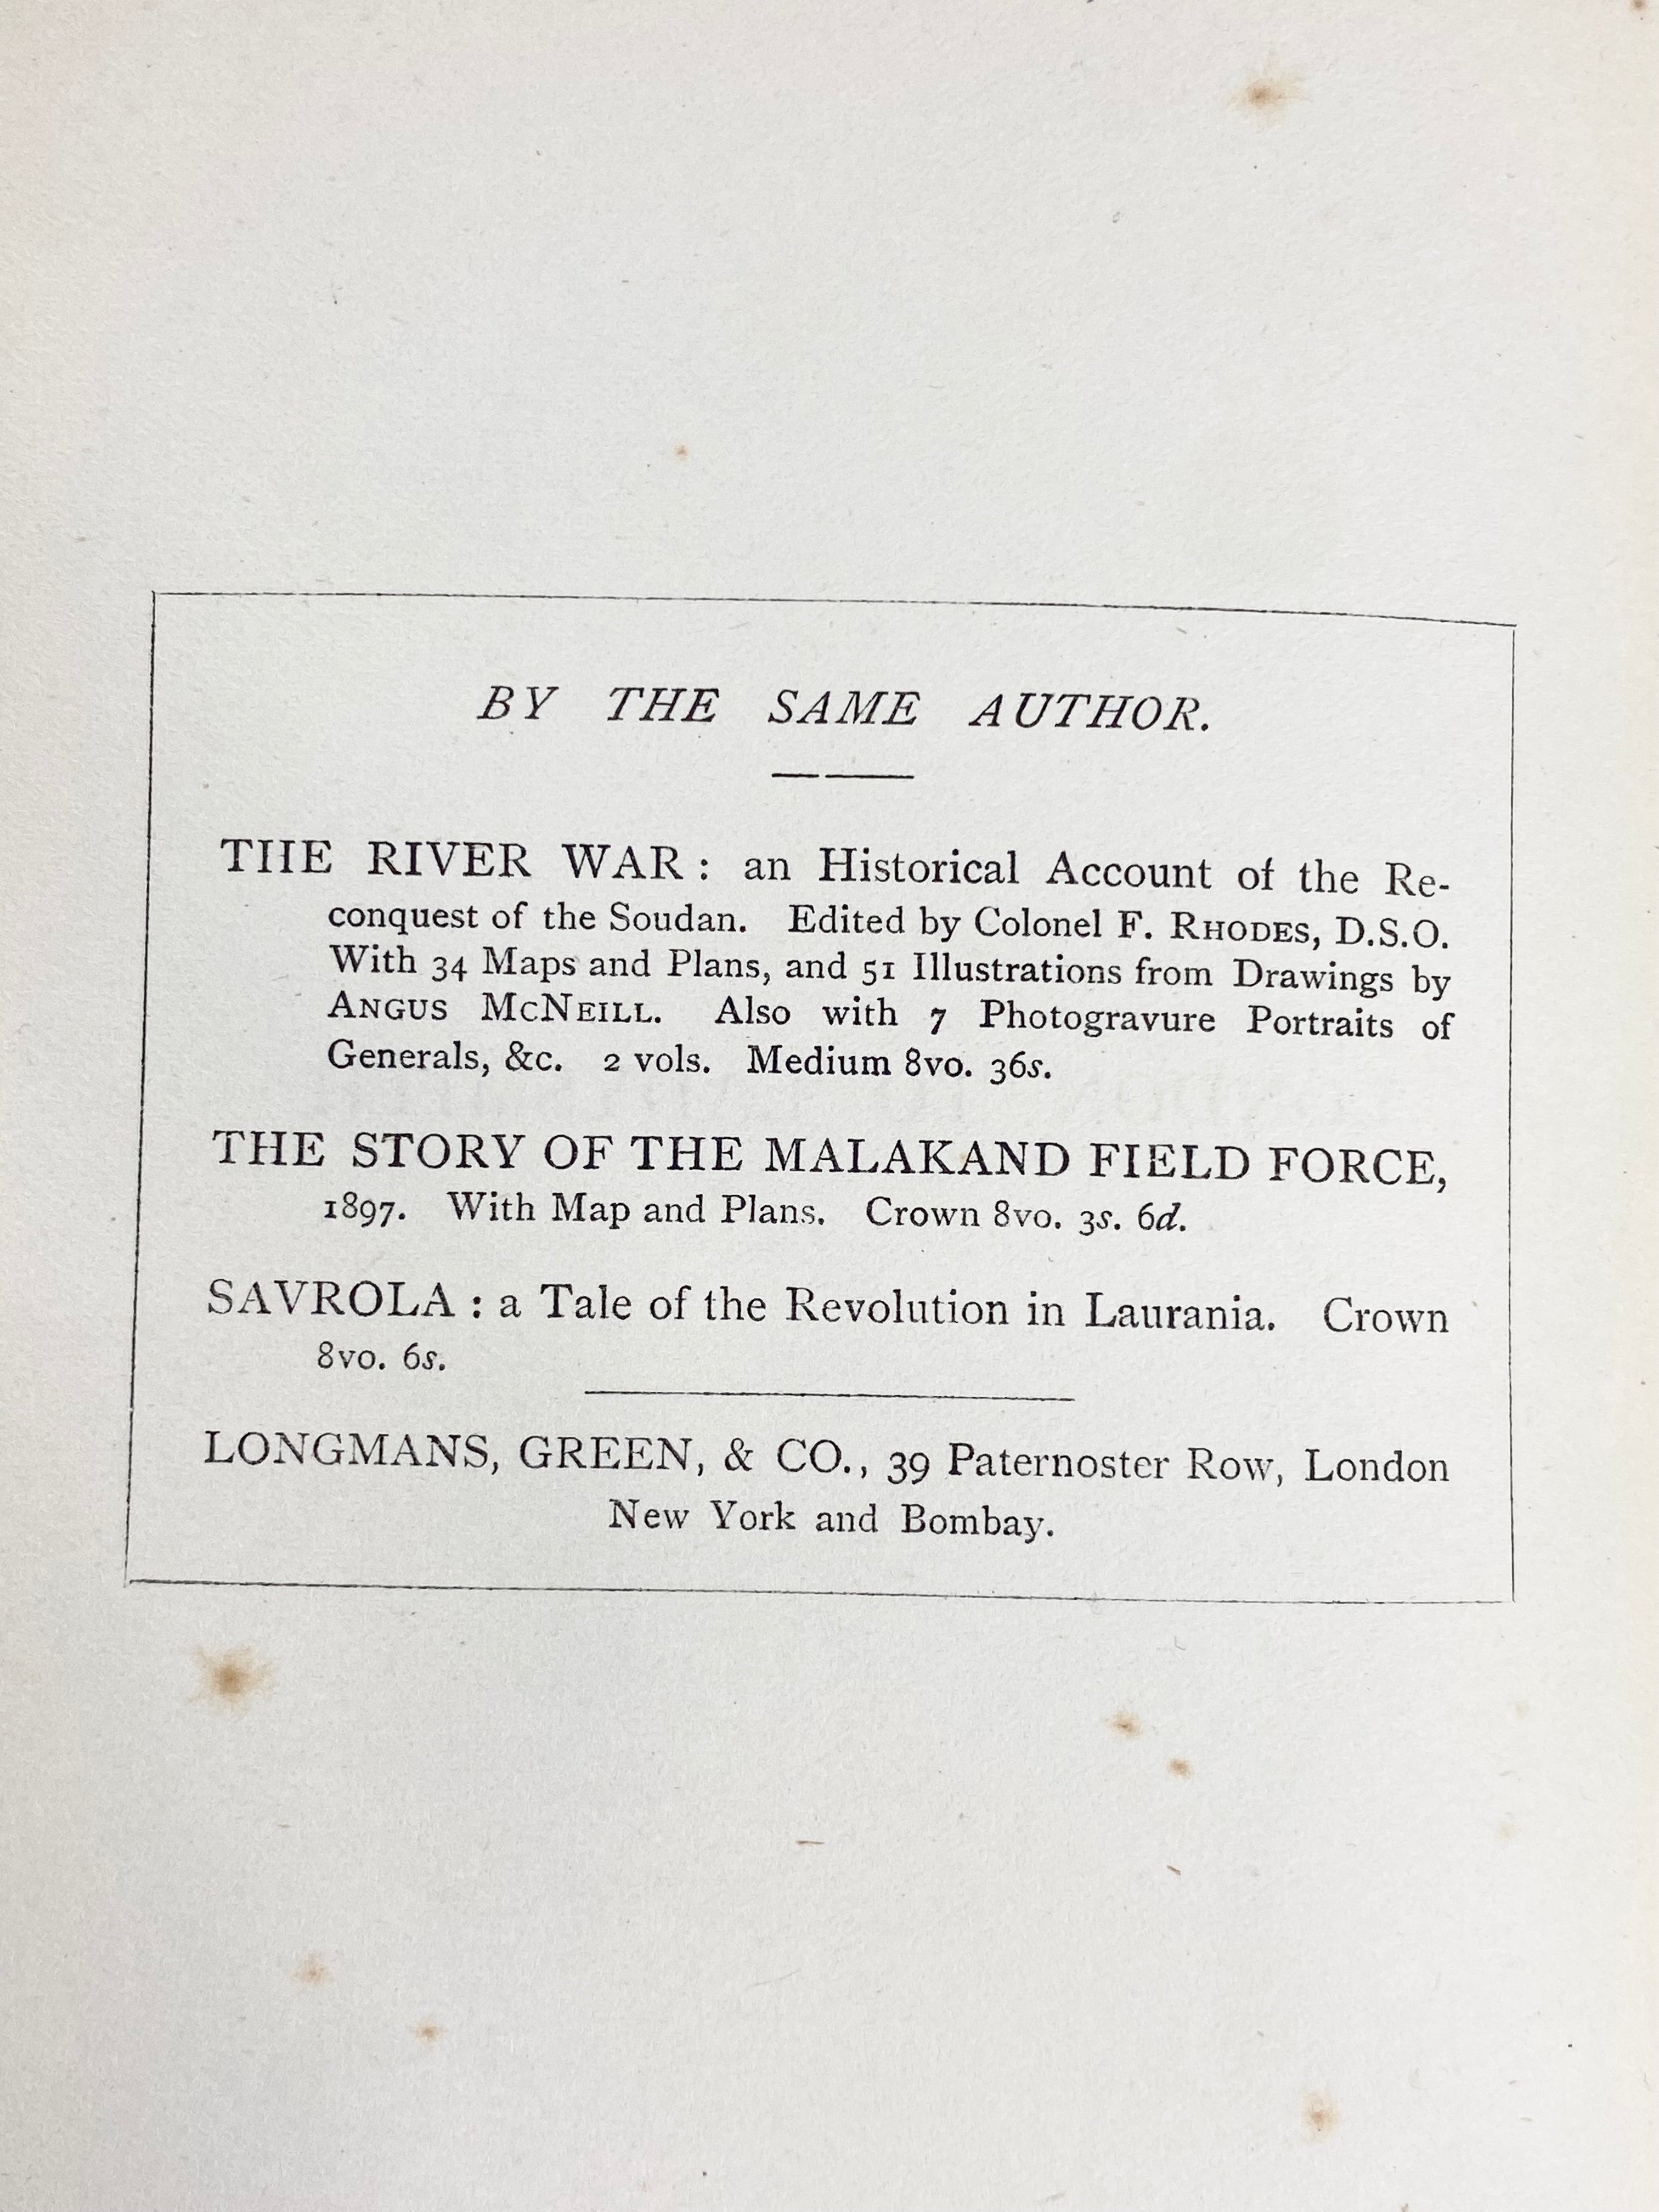 BY THE SAME AUTHOR.
THE RIVER WAR: an Historical Account of the Re-
conquest of the Soudan. Edited by Colonel F. RHODES, D.S.O.
With 34 Maps and Plans, and 51 Illustrations from Drawings by
ANGUS MCNEILL. Also with 7 Photogravure Portraits of
Generals, &c. 2 vols. Medium 8vo. 36s.
THE STORY OF THE MALAKAND FIELD FORCE,
1897. With Map and Plans. Crown 8vo. 3s. 6d.
SAVROLA: a Tale of the Revolution in Laurania. Crown
8vo. 6s.
LONGMANS, GREEN, & CO., 39 Paternoster Row, London
New York and Bombay.